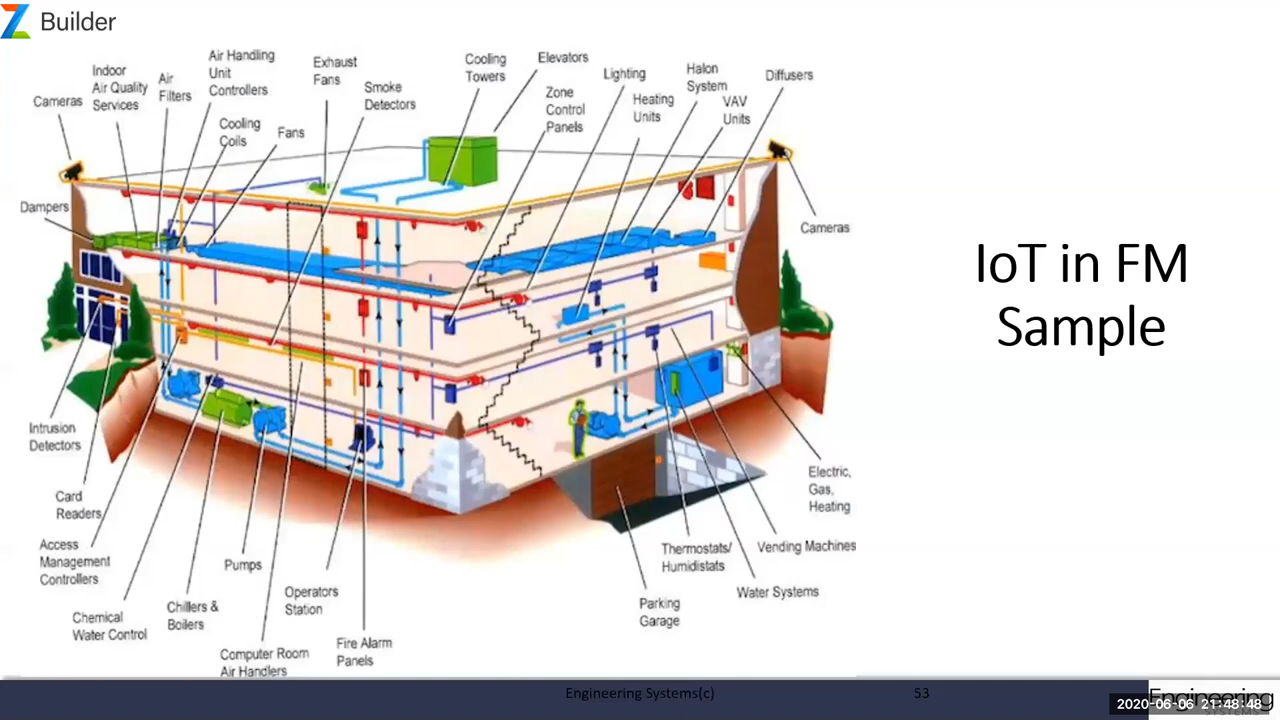 Builder
Cameras
Indoor
Air Quality
Services
Air
Filters
Air Handling
Unit
Controllers
Cooling
Coils
Fans
Exhaust
Fans
Smoke
Detectors
Cooling
Towers
Elevators
Zone
Control
Panels
Lighting
Heating
Units
Halon
System
VAV
Units
Diffusers
Dampers
Cameras
IoT in FM
Sample
Intrusion
Detectors
Card
Readers
Access
Management
Controllers
Chemical
Water Control
Chillers &
Boilers
Pumps
Computer Room
Air Handlers
Operators
Station
Fire Alarm
Panels
Parking
Garage
Thermostats/
Humidistats
Water Systems
Vending Machines
Electric,
Gas,
Heating
Engineering Systems(c)
53
Engineering
SYSTEMS
2020-06-06 21:48:48